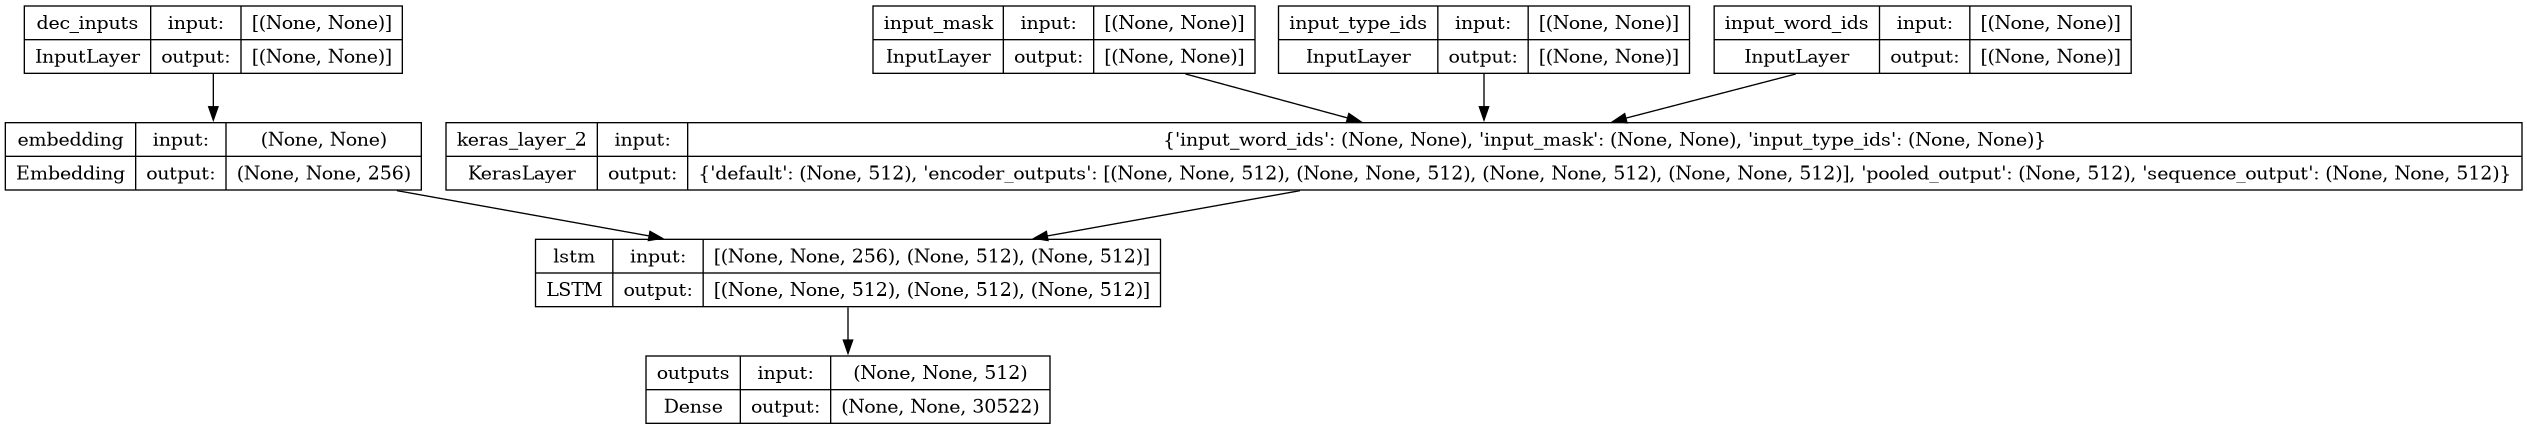 dec_inputs input: [(None, None)]
InputLayer output: [(None, None)]
input_mask input: [(None, None)]
InputLayer output: [(None, None)]
input_type_ids input: [(None, None)]
InputLayer output: [(None, None)]
input_word_ids input: [(None, None)]
InputLayer output: [(None, None)]
embedding input: (None, None)
Embedding output: (None, None, 256)
keras_layer_2 input: {'input_word_ids': (None, None), 'input_mask': (None, None), 'input_type_ids': (None, None)}
KerasLayer output: {'default': (None, 512), 'encoder_outputs': [(None, None, 512), (None, None, 512), (None, None, 512), (None, None, 512)], 'pooled_output': (None, 512), 'sequence_output': (None, None, 512)}
lstm input: [(None, None, 256), (None, 512), (None, 512)]
LSTM output: [(None, None, 512), (None, 512), (None, 512)]
outputs input: (None, None, 512)
Dense output: (None, None, 30522)